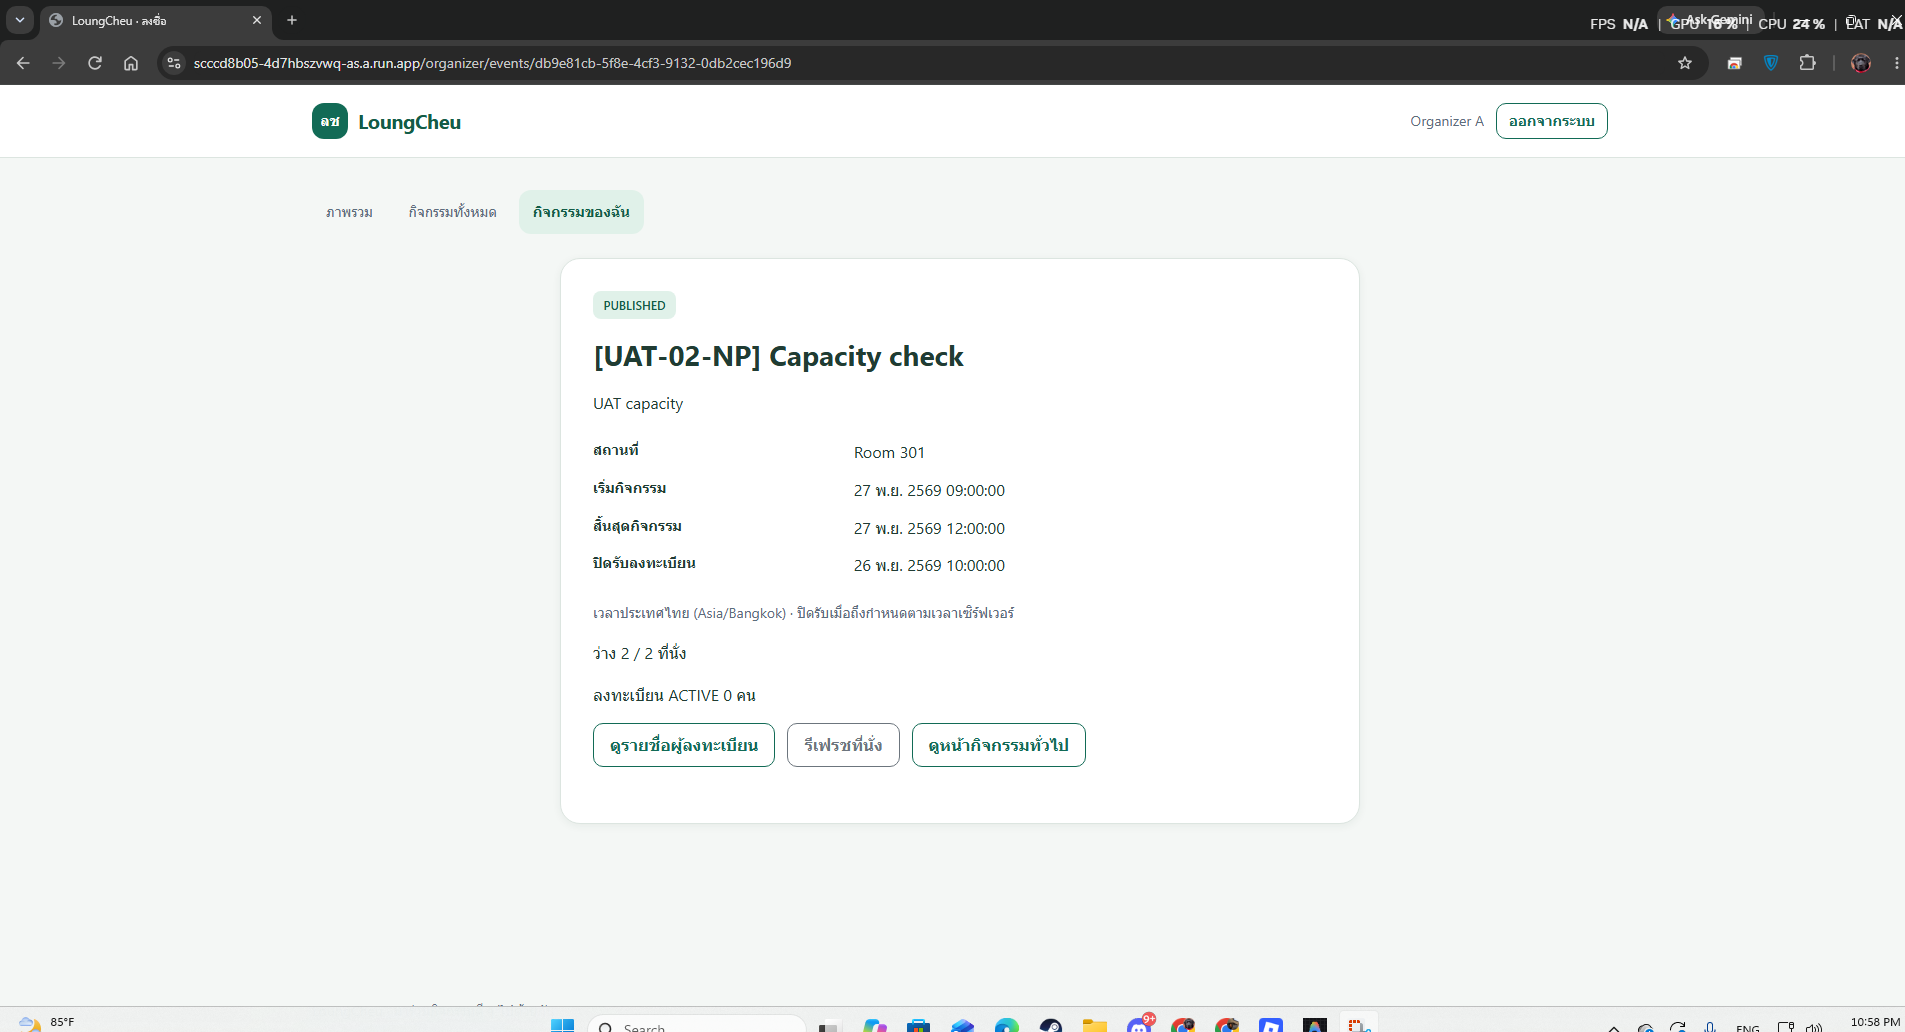 LoungCheu · ลงชื่อ
FPS N/A | GPU 16 % | CPU 24 % | LAT N/A
Ask Gemini
scccd8b05-4d7hbszvwq-as.a.run.app/organizer/events/db9e81cb-5f8e-4cf3-9132-0db2cec196d9
ลช LoungCheu
Organizer A ออกจากระบบ
ภาพรวม กิจกรรมทั้งหมด กิจกรรมของฉัน
PUBLISHED
[UAT-02-NP] Capacity check
UAT capacity
สถานที่ Room 301
เริ่มกิจกรรม 27 พ.ย. 2569 09:00:00
สิ้นสุดกิจกรรม 27 พ.ย. 2569 12:00:00
ปิดรับลงทะเบียน 26 พ.ย. 2569 10:00:00
เวลาประเทศไทย (Asia/Bangkok) · ปิดรับเมื่อถึงกำหนดตามเวลาเซิร์ฟเวอร์
ว่าง 2 / 2 ที่นั่ง
ลงทะเบียน ACTIVE 0 คน
ดูรายชื่อผู้ลงทะเบียน รีเฟรชที่นั่ง ดูหน้ากิจกรรมทั่วไป
85°F
Search
9+
ENG
10:58 PM